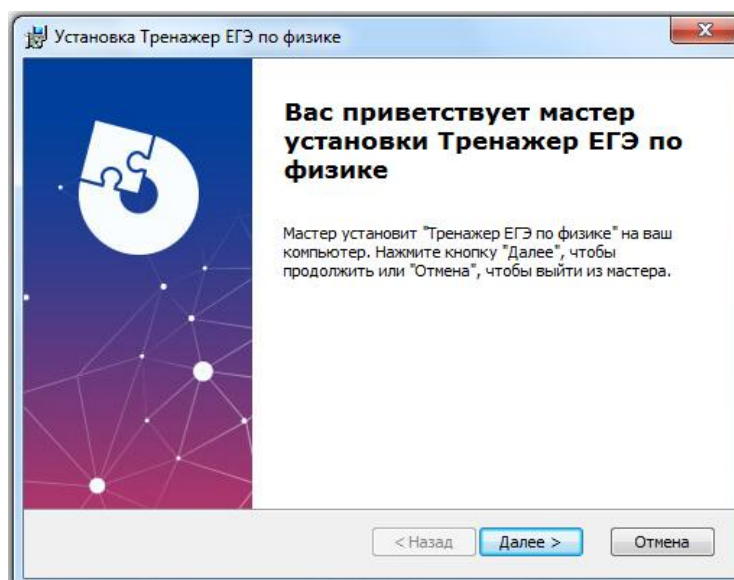 Установка Тренажер ЕГЭ по физике
Вас приветствует мастер
установки Тренажер ЕГЭ по
физике
Мастер установит "Тренажер ЕГЭ по физике" на ваш
компьютер. Нажмите кнопку "Далее", чтобы
продолжить или "Отмена", чтобы выйти из мастера.
< Назад Далее > Отмена